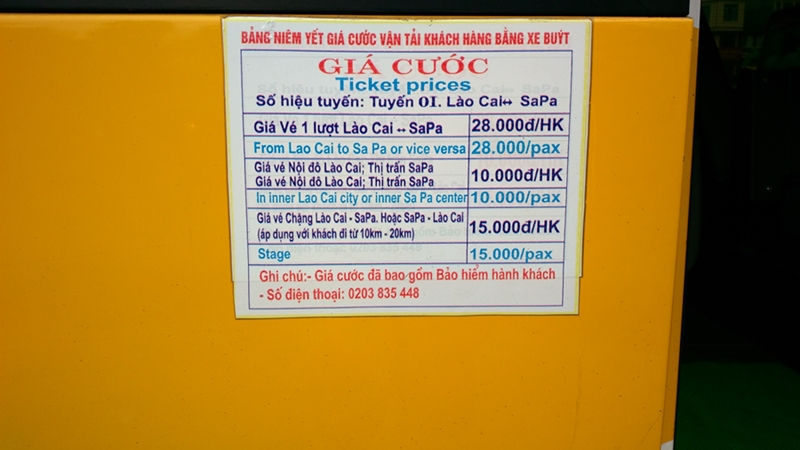 BẢNG NIÊM YẾT GIÁ CƯỚC VẬN TẢI KHÁCH HÀNG BẰNG XE BUÝT
GIÁ CƯỚC
Ticket prices
Số hiệu tuyến: Tuyến 01. Lào Cai↔ SaPa
Giá Vé 1 lượt Lào Cai ↔ SaPa 28.000đ/HK
From Lao Cai to Sa Pa or vice versa 28.000/pax
Giá vé Nội đô Lào Cai; Thị trấn SaPa
Giá vé Nội đô Lào Cai; Thị trấn SaPa
10.000đ/HK
In inner Lao Cai city or inner Sa Pa center 10.000/pax
Giá vé Chặng Lào Cai - SaPa. Hoặc SaPa - Lào Cai
(áp dụng với khách đi từ 10km - 20km)
15.000đ/HK
Stage 15.000/pax
Ghi chú:- Giá cước đã bao gồm Bảo hiểm hành khách
- Số điện thoại: 0203 835 448